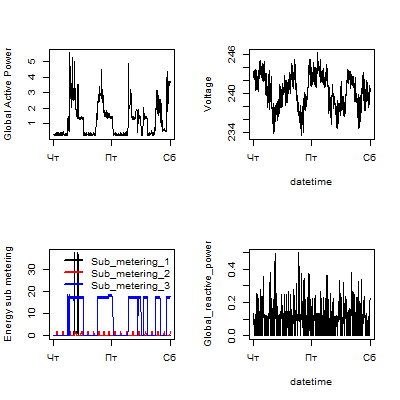 Global Active Power
5
4
3
2
1
Чт
Пт
Сб
Voltage
246
240
234
Чт
Пт
Сб
datetime
Energy sub metering
30
20
10
0
Sub_metering_1
Sub_metering_2
Sub_metering_3
Чт
Пт
Сб
Global_reactive_power
0.4
0.2
0.0
Чт
Пт
Сб
datetime